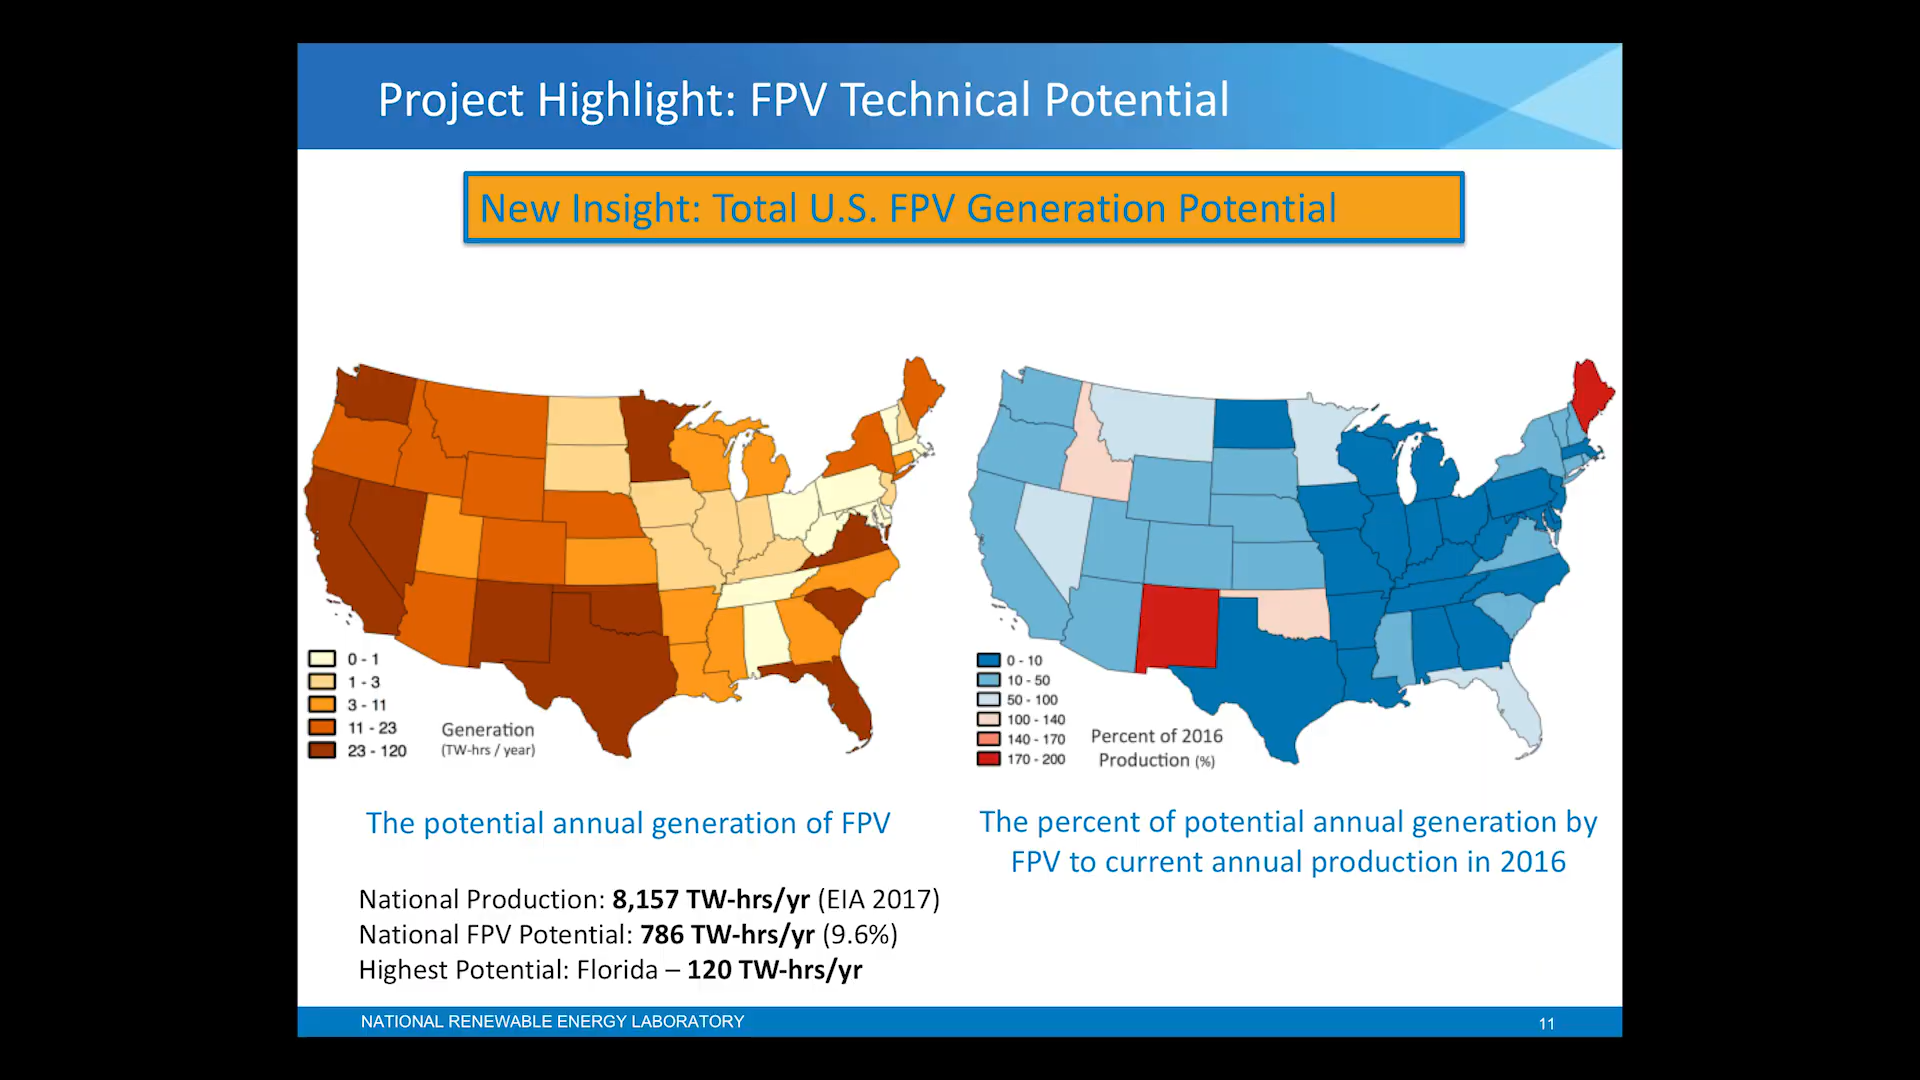 Project Highlight: FPV Technical Potential
New Insight: Total U.S. FPV Generation Potential
0 - 1
1 - 3
3 - 11
11 - 23
23 - 120
Generation
(TW-hrs / year)
0 - 10
10 - 50
50 - 100
100 - 140
140 - 170
170 - 200
Percent of 2016
Production (%)
The potential annual generation of FPV
The percent of potential annual generation by
FPV to current annual production in 2016
National Production: 8,157 TW-hrs/yr (EIA 2017)
National FPV Potential: 786 TW-hrs/yr (9.6%)
Highest Potential: Florida – 120 TW-hrs/yr
NATIONAL RENEWABLE ENERGY LABORATORY
11